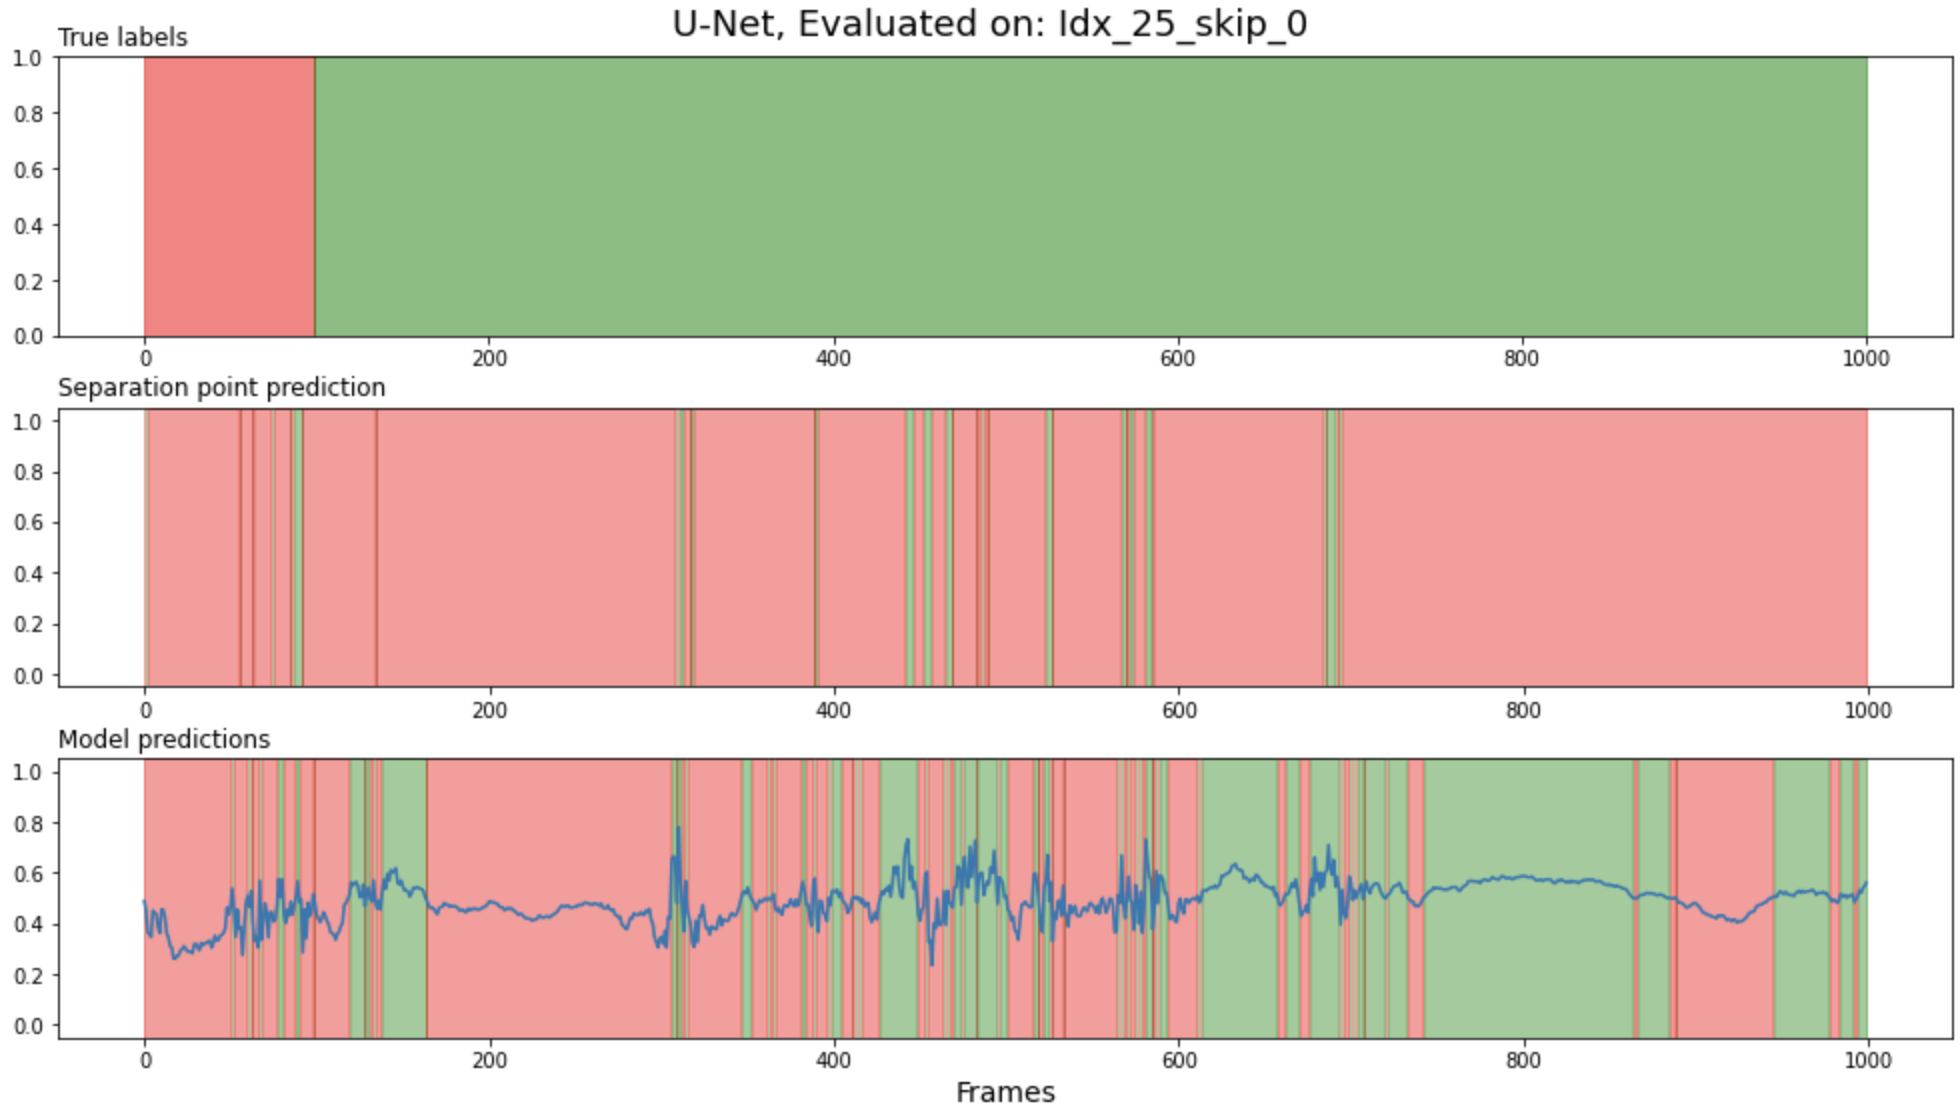 U-Net, Evaluated on: Idx_25_skip_0
True labels
1.0
0.8
0.6
0.4
0.2
0.0
0 200 400 600 800 1000
Separation point prediction
1.0
0.8
0.6
0.4
0.2
0.0
0 200 400 600 800 1000
Model predictions
1.0
0.8
0.6
0.4
0.2
0.0
0 200 400 600 800 1000
Frames